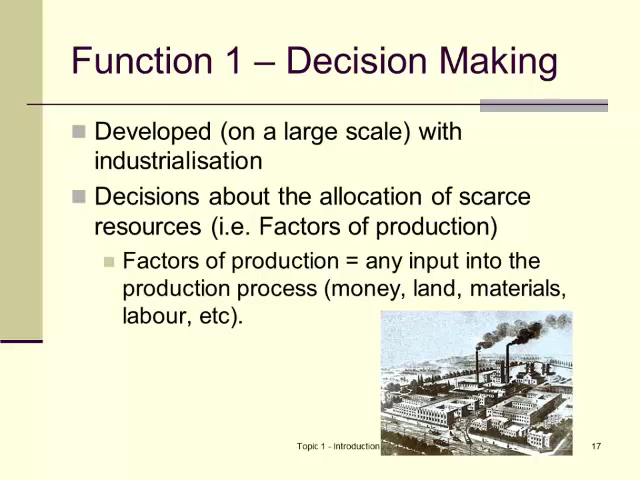 Function 1 – Decision Making
Developed (on a large scale) with
industrialisation
Decisions about the allocation of scarce
resources (i.e. Factors of production)
Factors of production = any input into the
production process (money, land, materials,
labour, etc).
Topic 1 - Introduction
17